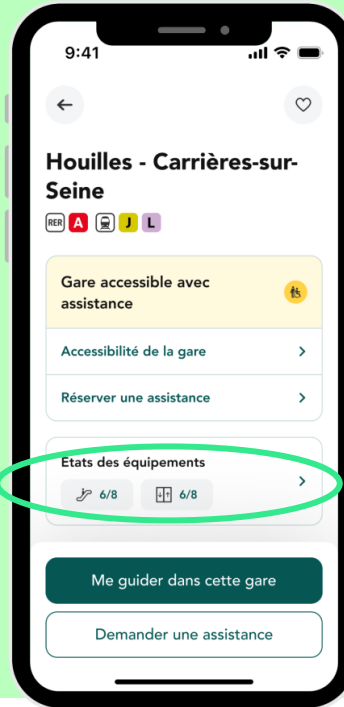 9:41
Houilles - Carrières-sur-
Seine
RER A J L
Gare accessible avec
assistance
Accessibilité de la gare
Réserver une assistance
Etats des équipements
6/8 6/8
Me guider dans cette gare
Demander une assistance